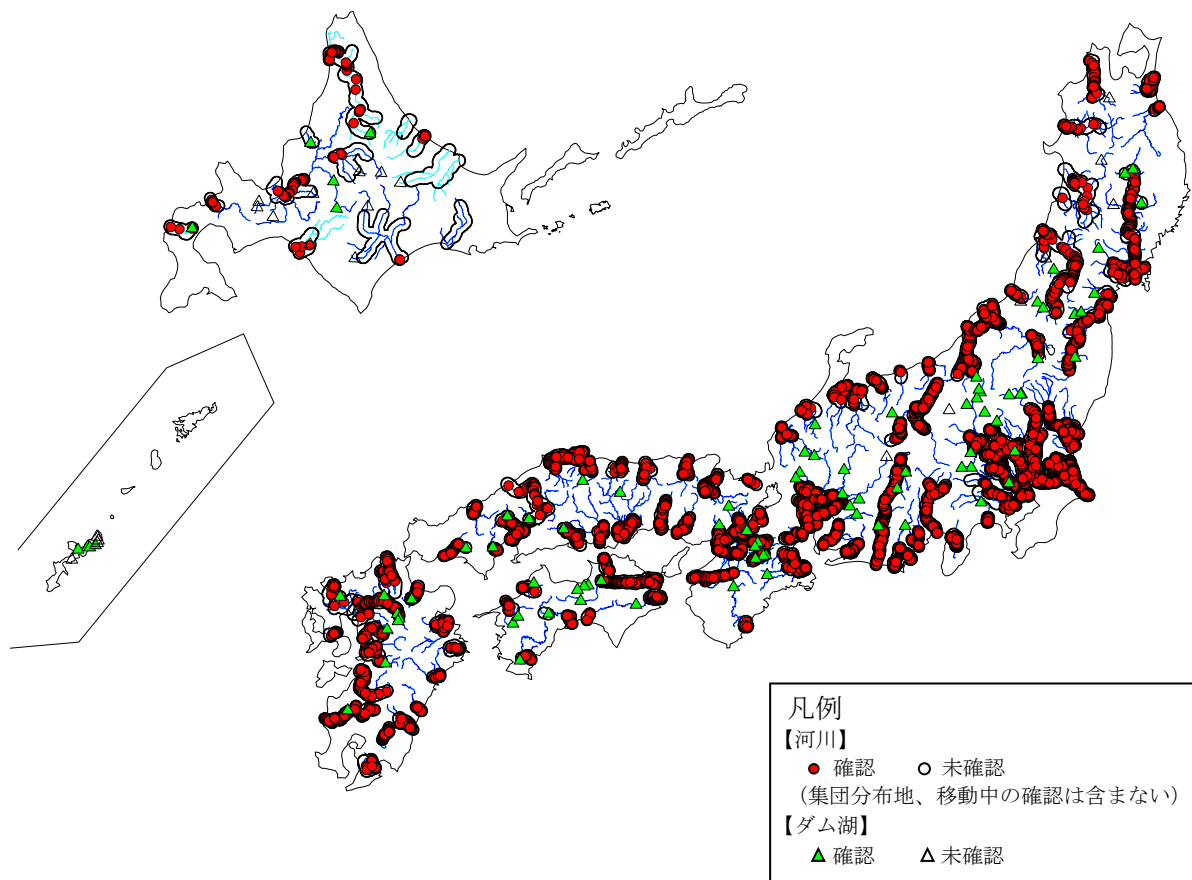 凡例
【河川】
確認 未確認
（集団分布地、移動中の確認は含まない）
【ダム湖】
確認 未確認